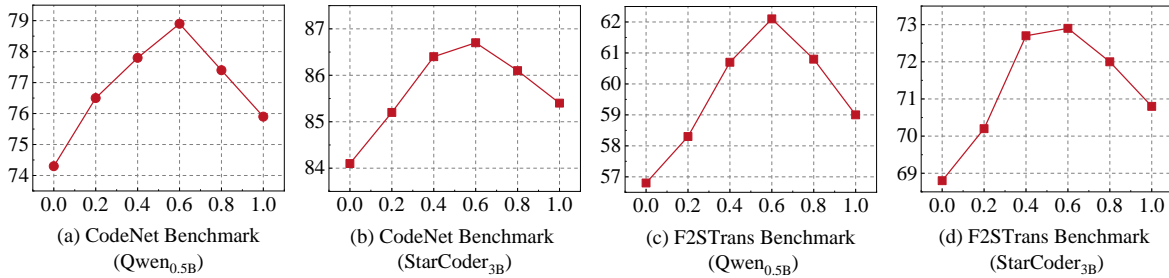 79
78
77
76
75
74
0.0 0.2 0.4 0.6 0.8 1.0
(a) CodeNet Benchmark
(Qwen0.5B)
87
86
85
84
0.0 0.2 0.4 0.6 0.8 1.0
(b) CodeNet Benchmark
(StarCoder3B)
62
61
60
59
58
57
0.0 0.2 0.4 0.6 0.8 1.0
(c) F2STrans Benchmark
(Qwen0.5B)
73
72
71
70
69
0.0 0.2 0.4 0.6 0.8 1.0
(d) F2STrans Benchmark
(StarCoder3B)